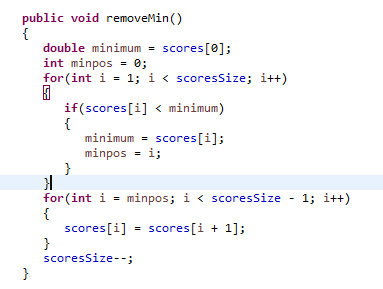 public void removeMin()
{
   double minimum = scores[0];
   int minpos = 0;
   for(int i = 1; i < scoresSize; i++)
   {
      if(scores[i] < minimum)
      {
         minimum = scores[i];
         minpos = i;
      }
   }
   for(int i = minpos; i < scoresSize - 1; i++)
   {
      scores[i] = scores[i + 1];
   }
   scoresSize--;
}